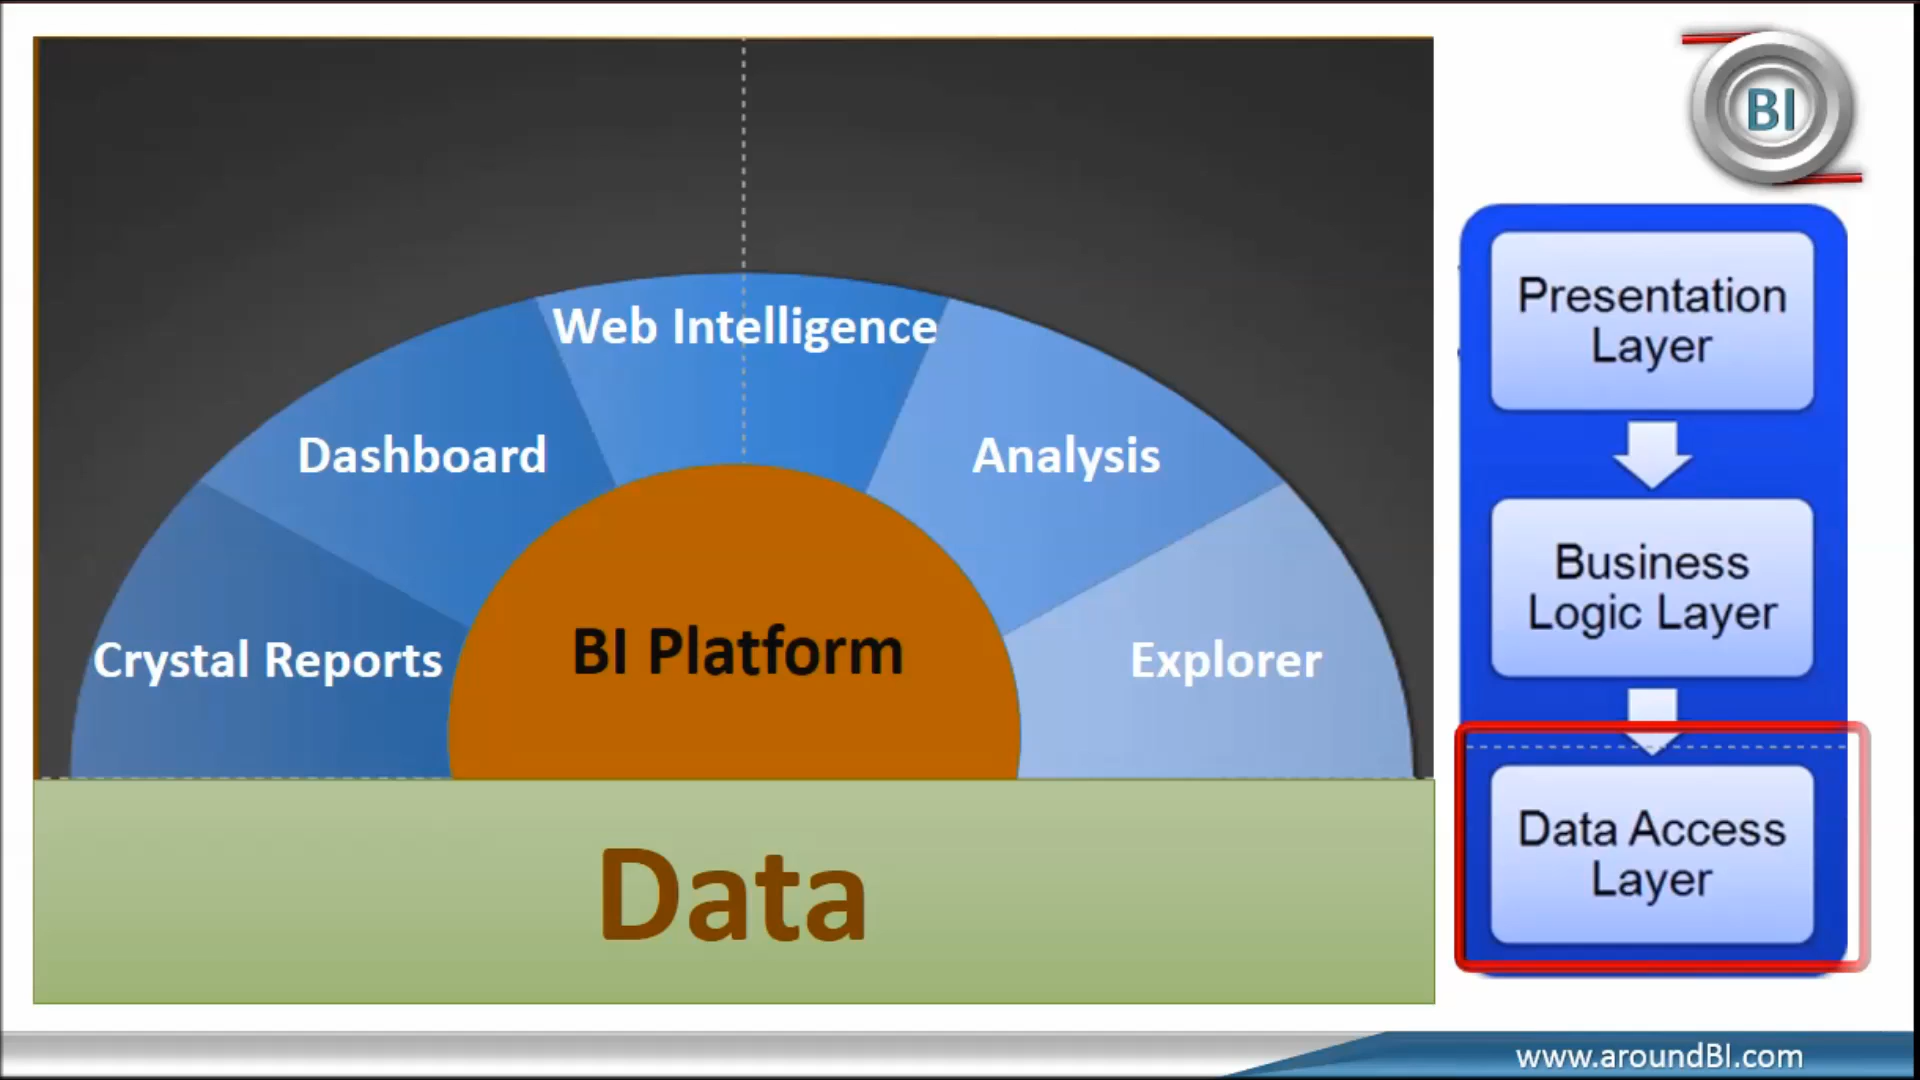 BI
Web Intelligence
Dashboard
Analysis
Crystal Reports
BI Platform
Explorer
Data
Presentation
Layer
Business
Logic Layer
Data Access
Layer
www.aroundBI.com